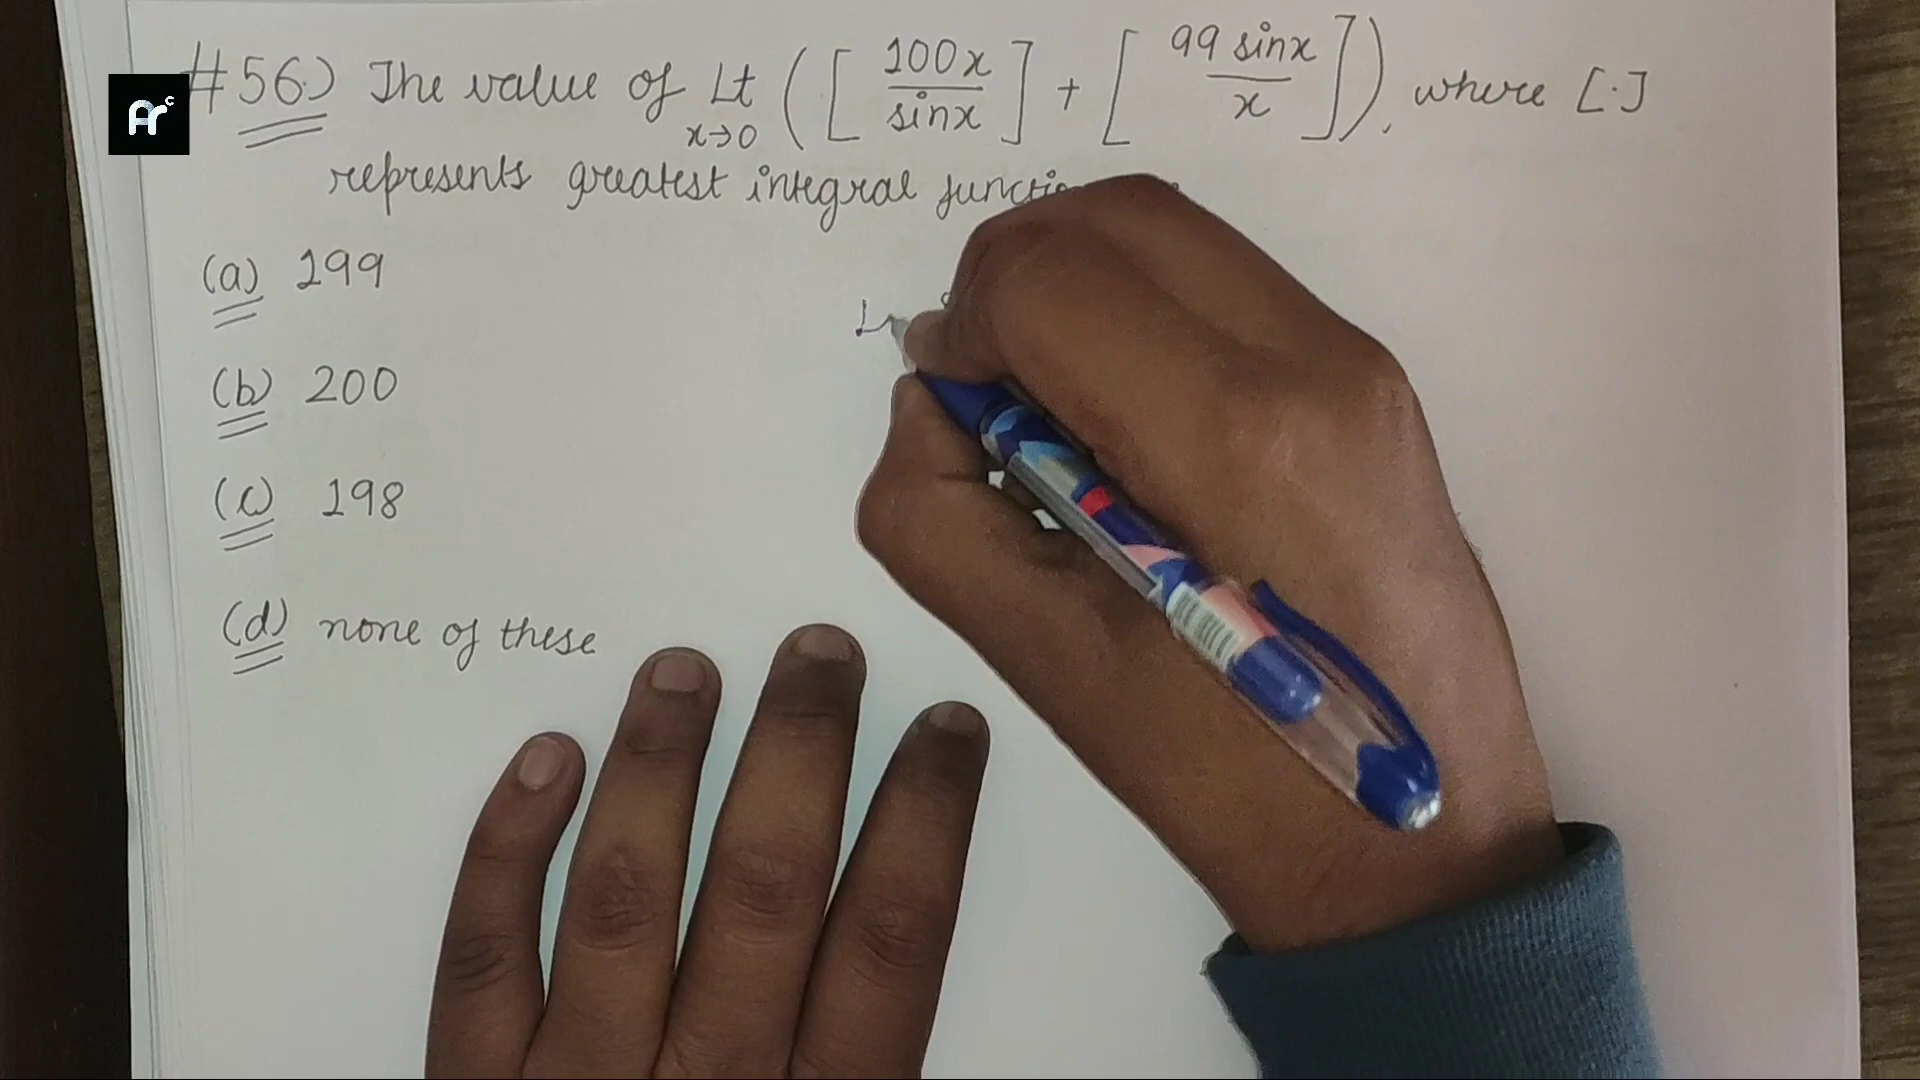 #56.) The value of Lt x→0 ( [ 100x / sinx ] + [ 99 sinx / x ] ), where [.]
represents greatest integral
(a) 199
(b) 200
(c) 198
(d) none of these
Ar c